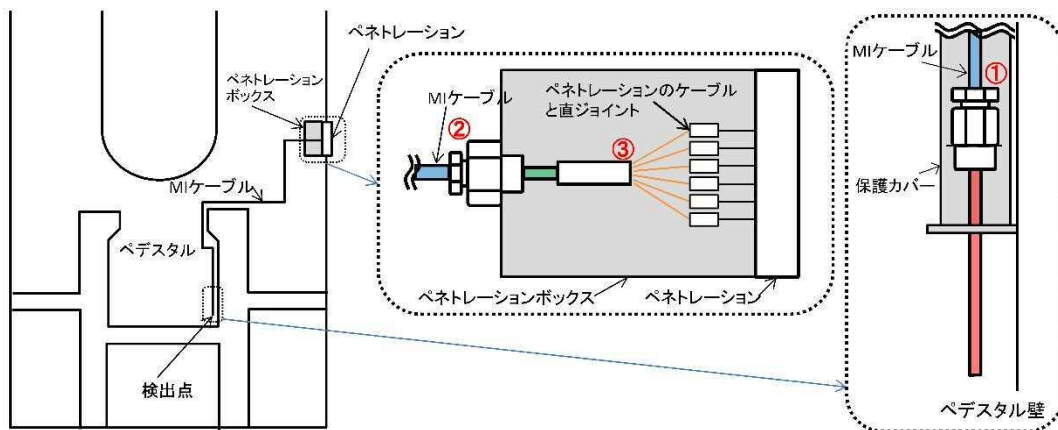 ペネトレーション
ペネトレーション
ボックス
MIケーブル
ペデスタル
検出点
MIケーブル
②
ペネトレーションのケーブル
と直ジョイント
③
ペネトレーションボックス
ペネトレーション
MIケーブル
①
保護カバー
ペデスタル壁